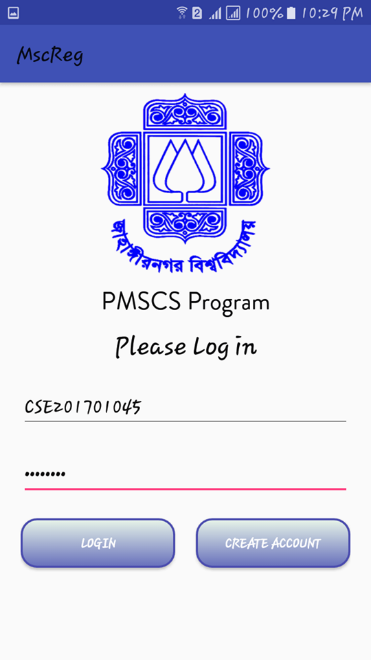 100% 10:29 PM
MscReg
জাহাঙ্গীরনগর বিশ্ববিদ্যালয়
PMSCS Program
Please Log in
CSE201701045
••••••••
LOGIN CREATE ACCOUNT